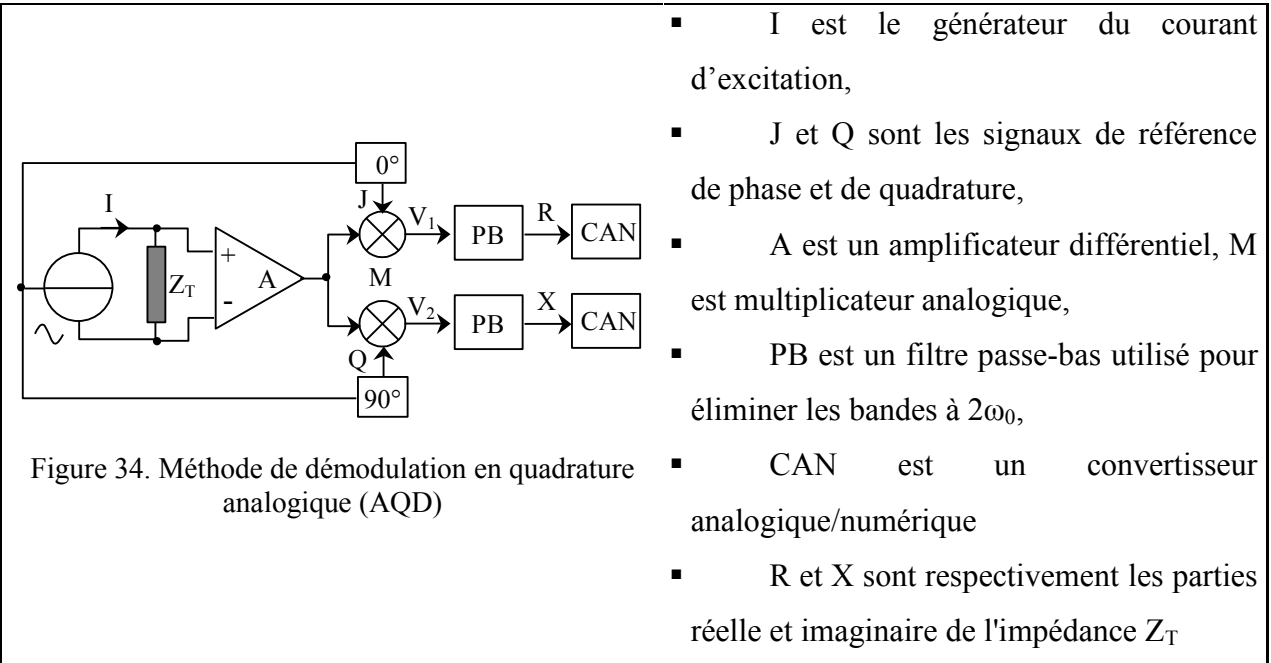 0°
J
I
V₁
R
PB
CAN
+
A
-
Z_T
M
V₂
X
PB
CAN
Q
90°
Figure 34. Méthode de démodulation en quadrature
analogique (AQD)
▪ I est le générateur du courant
d’excitation,
▪ J et Q sont les signaux de référence
de phase et de quadrature,
▪ A est un amplificateur différentiel, M
est multiplicateur analogique,
▪ PB est un filtre passe-bas utilisé pour
éliminer les bandes à 2ω₀,
▪ CAN est un convertisseur
analogique/numérique
▪ R et X sont respectivement les parties
réelle et imaginaire de l'impédance Z_T